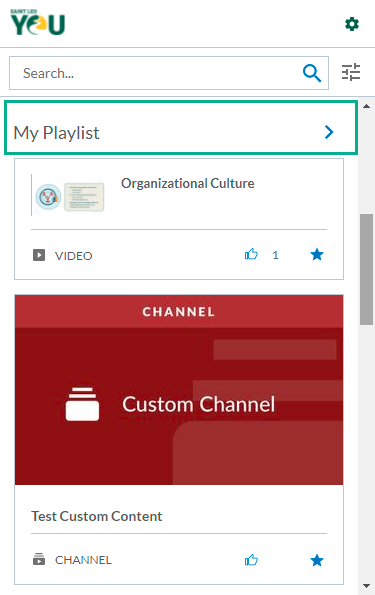 SAINT LEO
YOU
Search...
My Playlist
Organizational Culture
VIDEO
1
CHANNEL
Custom Channel
Test Custom Content
CHANNEL